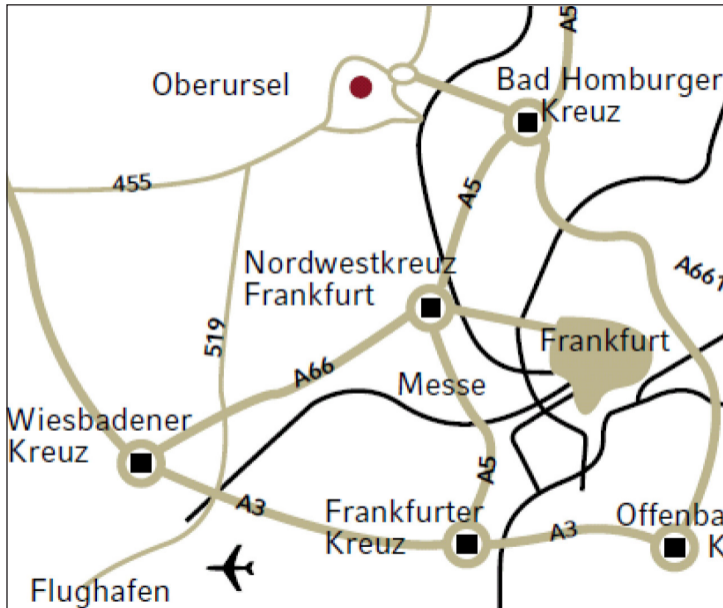 A5
Oberursel
Bad Homburger
Kreuz
455
A5
Nordwestkreuz
Frankfurt
A661
519
Frankfurt
A66
Messe
Wiesbadener
Kreuz
A5
A3
Frankfurter
Kreuz
A3
Offenba
K
Flughafen